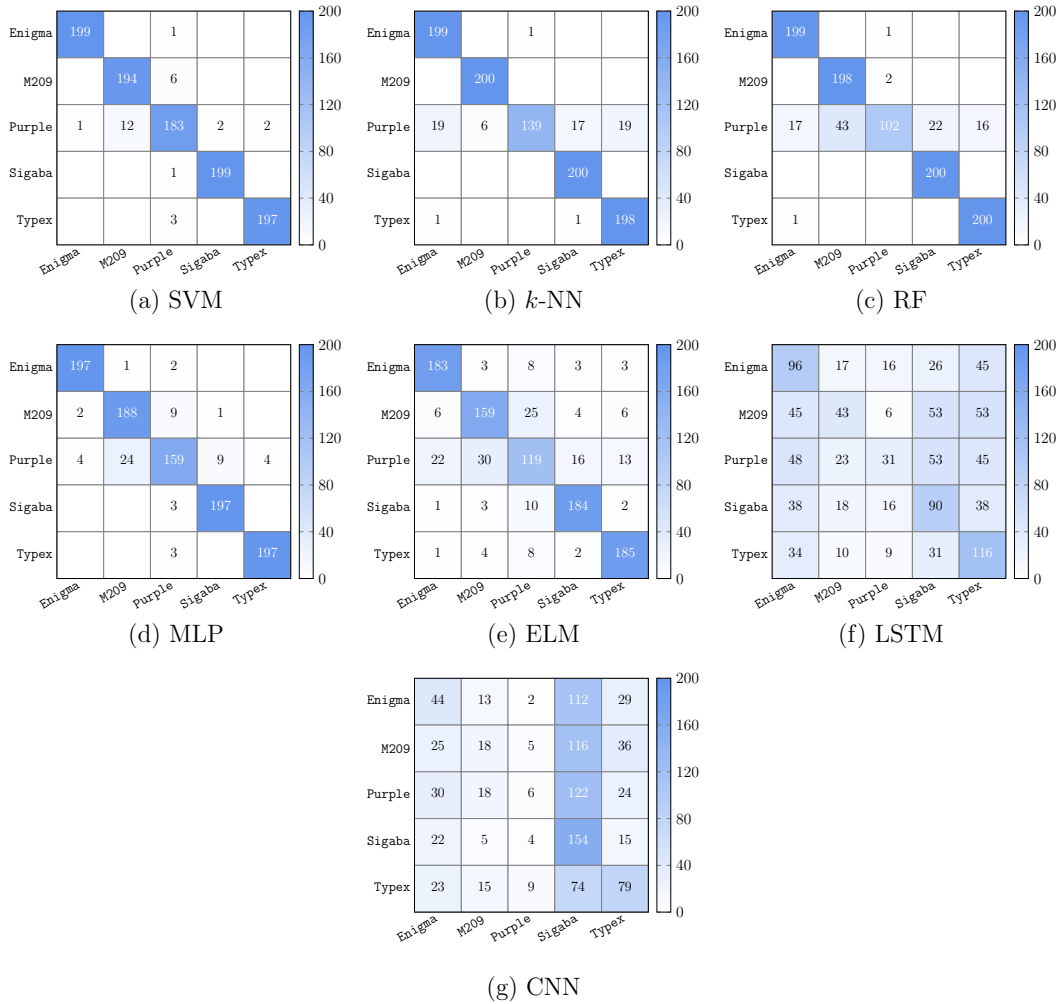 Enigma 199 1
M209 194 6
Purple 1 12 183 2 2
Sigaba 1 199
Typex 3 197
Enigma M209 Purple Sigaba Typex
200 160 120 80 40 0
(a) SVM
Enigma 199 1
M209 200
Purple 19 6 139 17 19
Sigaba 200
Typex 1 1 198
Enigma M209 Purple Sigaba Typex
200 160 120 80 40 0
(b) k-NN
Enigma 199 1
M209 198 2
Purple 17 43 102 22 16
Sigaba 200
Typex 1 200
Enigma M209 Purple Sigaba Typex
200 160 120 80 40 0
(c) RF
Enigma 197 1 2
M209 2 188 9 1
Purple 4 24 159 9 4
Sigaba 3 197
Typex 3 197
Enigma M209 Purple Sigaba Typex
200 160 120 80 40 0
(d) MLP
Enigma 183 3 8 3 3
M209 6 159 25 4 6
Purple 22 30 119 16 13
Sigaba 1 3 10 184 2
Typex 1 4 8 2 185
Enigma M209 Purple Sigaba Typex
200 160 120 80 40 0
(e) ELM
Enigma 96 17 16 26 45
M209 45 43 6 53 53
Purple 48 23 31 53 45
Sigaba 38 18 16 90 38
Typex 34 10 9 31 116
Enigma M209 Purple Sigaba Typex
200 160 120 80 40 0
(f) LSTM
Enigma 44 13 2 112 29
M209 25 18 5 116 36
Purple 30 18 6 122 24
Sigaba 22 5 4 154 15
Typex 23 15 9 74 79
Enigma M209 Purple Sigaba Typex
200 160 120 80 40 0
(g) CNN